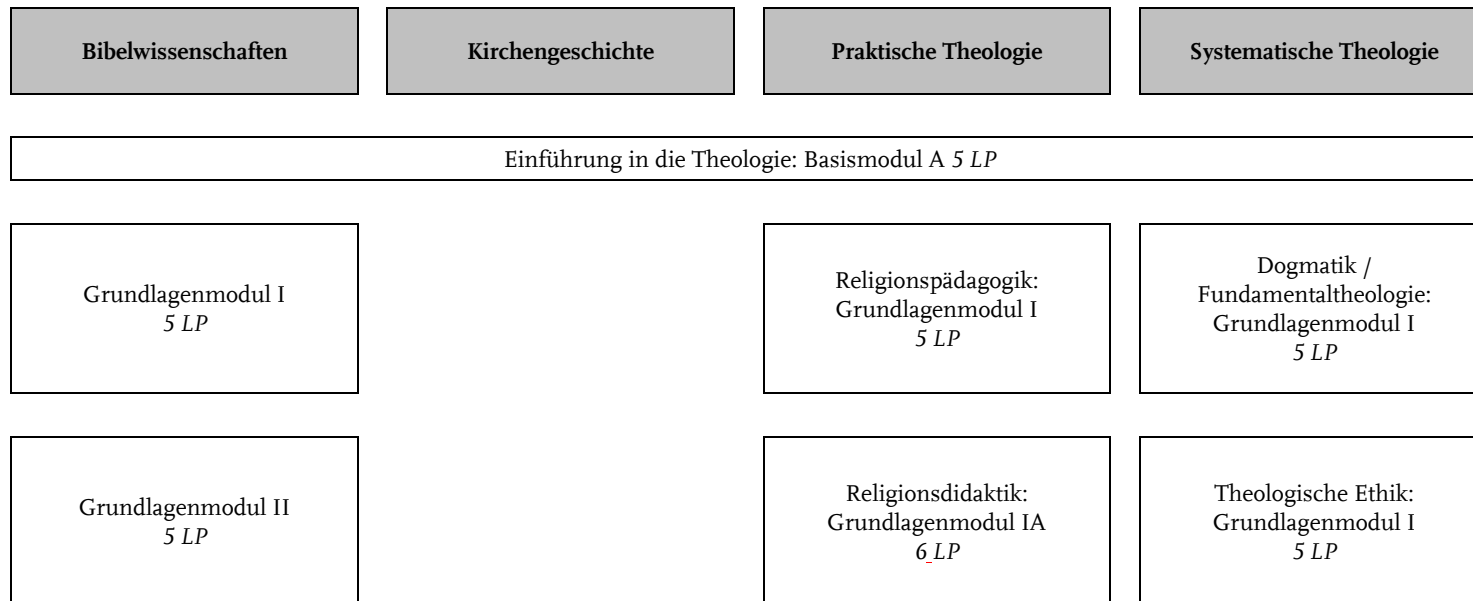 Bibelwissenschaften
Kirchengeschichte
Praktische Theologie
Systematische Theologie
Einführung in die Theologie: Basismodul A 5 LP
Grundlagenmodul I
5 LP
Religionspädagogik:
Grundlagenmodul I
5 LP
Dogmatik /
Fundamentaltheologie:
Grundlagenmodul I
5 LP
Grundlagenmodul II
5 LP
Religionsdidaktik:
Grundlagenmodul IA
6 LP
Theologische Ethik:
Grundlagenmodul I
5 LP